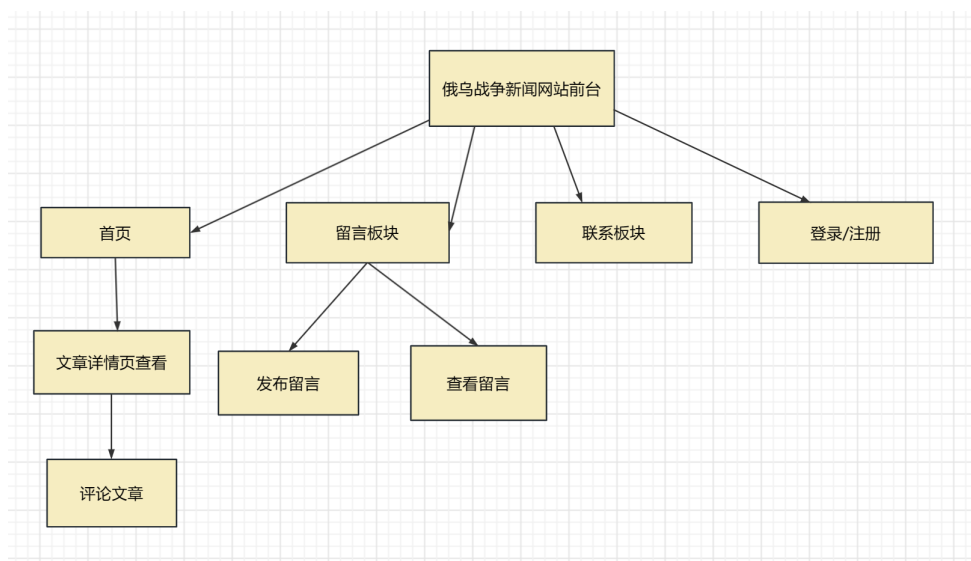 俄乌战争新闻网站前台
首页
留言板块
联系板块
登录/注册
文章详情页查看
发布留言
查看留言
评论文章